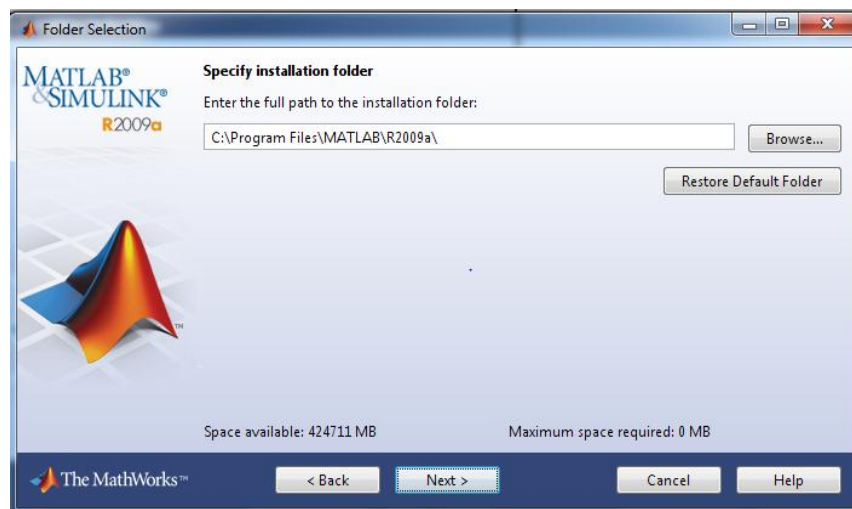 Folder Selection
MATLAB®
&SIMULINK®
R2009a
Specify installation folder
Enter the full path to the installation folder:
C:\Program Files\MATLAB\R2009a\
Browse...
Restore Default Folder
TM
Space available: 424711 MB
Maximum space required: 0 MB
The MathWorks™
< Back
Next >
Cancel
Help